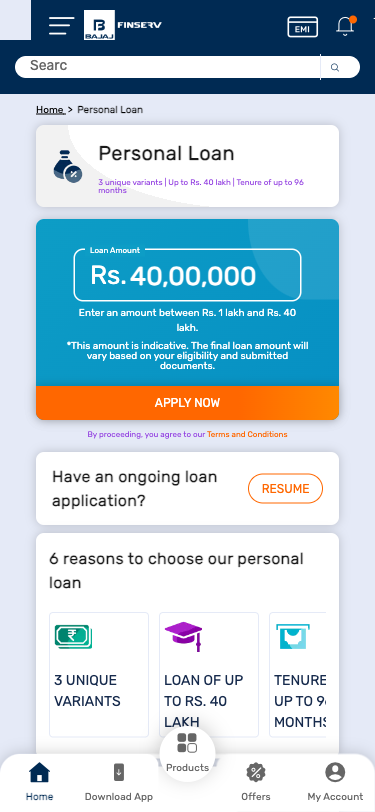 B
BAJAJ
FINSERV
EMI
Searc
Home > Personal Loan
Personal Loan
3 unique variants | Up to Rs. 40 lakh | Tenure of up to 96
months
Loan Amount
Rs. 40,00,000
Enter an amount between Rs. 1 lakh and Rs. 40
lakh.
*This amount is indicative. The final loan amount will
vary based on your eligibility and submitted
documents.
APPLY NOW
By proceeding, you agree to our Terms and Conditions
Have an ongoing loan
application?
RESUME
6 reasons to choose our personal
loan
3 UNIQUE
VARIANTS
LOAN OF UP
TO RS. 40
LAKH
TENURE
UP TO 96
MONTHS
Products
Home
Download App
Offers
My Account